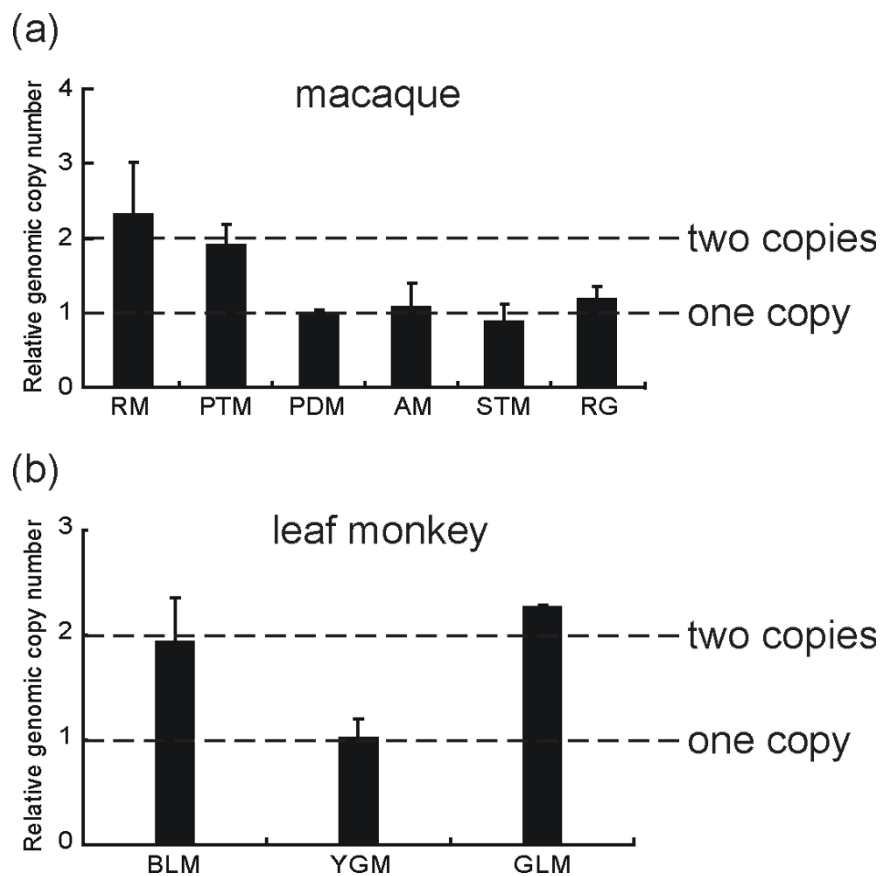 (a)
macaque
Relative genomic copy number
4
3
2
1
0
two copies
one copy
RM PTM PDM AM STM RG
(b)
leaf monkey
Relative genomic copy number
3
2
1
0
two copies
one copy
BLM YGM GLM